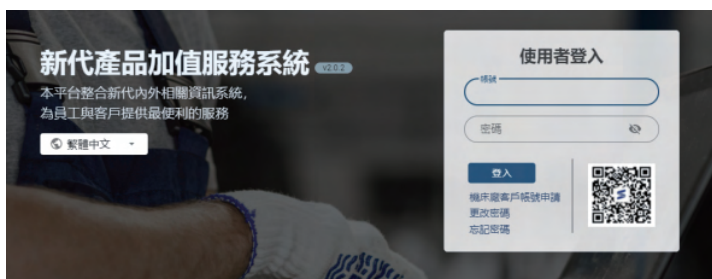 新代產品加值服務系統 v2.0.2
本平台整合新代內外相關資訊系統,
為員工與客戶提供最便利的服務
繁體中文
使用者登入
帳號
密碼
登入
機床廠客戶帳號申請
更改密碼
忘記密碼